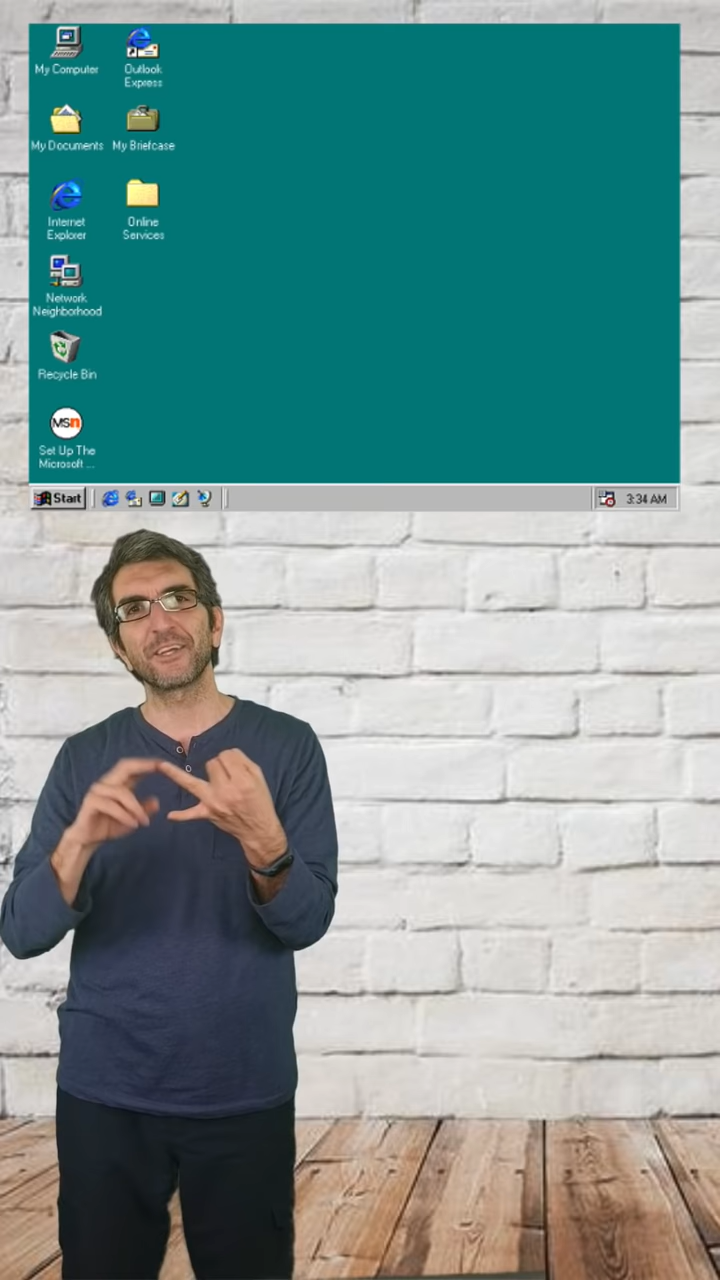 My Computer
Outlook
Express
My Documents
My Briefcase
Internet
Explorer
Online
Services
Network
Neighborhood
Recycle Bin
MSn
Set Up The
Microsoft ...
Start
3:34 AM